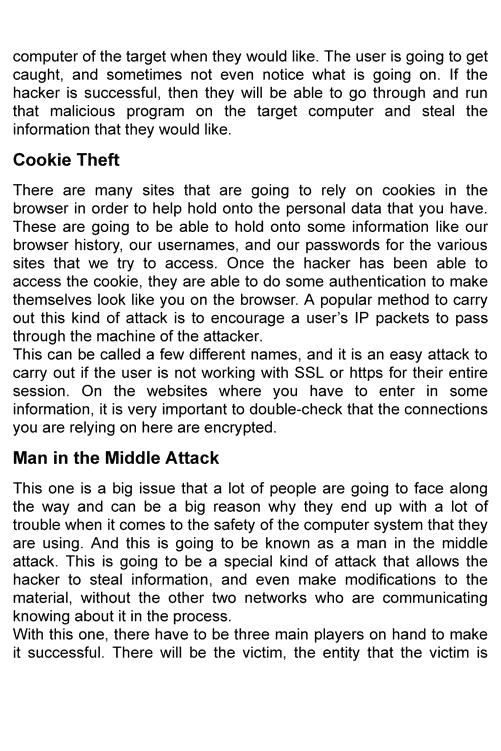 computer of the target when they would like. The user is going to get
caught, and sometimes not even notice what is going on. If the
hacker is successful, then they will be able to go through and run
that malicious program on the target computer and steal the
information that they would like.
Cookie Theft
There are many sites that are going to rely on cookies in the
browser in order to help hold onto the personal data that you have.
These are going to be able to hold onto some information like our
browser history, our usernames, and our passwords for the various
sites that we try to access. Once the hacker has been able to
access the cookie, they are able to do some authentication to make
themselves look like you on the browser. A popular method to carry
out this kind of attack is to encourage a user’s IP packets to pass
through the machine of the attacker.
This can be called a few different names, and it is an easy attack to
carry out if the user is not working with SSL or https for their entire
session. On the websites where you have to enter in some
information, it is very important to double-check that the connections
you are relying on here are encrypted.
Man in the Middle Attack
This one is a big issue that a lot of people are going to face along
the way and can be a big reason why they end up with a lot of
trouble when it comes to the safety of the computer system that they
are using. And this is going to be known as a man in the middle
attack. This is going to be a special kind of attack that allows the
hacker to steal information, and even make modifications to the
material, without the other two networks who are communicating
knowing about it in the process.
With this one, there have to be three main players on hand to make
it successful. There will be the victim, the entity that the victim is